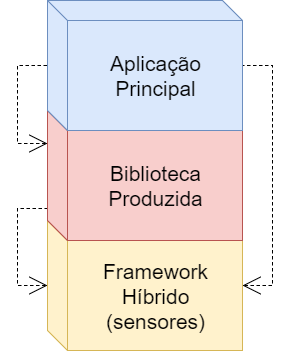 Aplicação
Principal
Biblioteca
Produzida
Framework
Híbrido
(sensores)